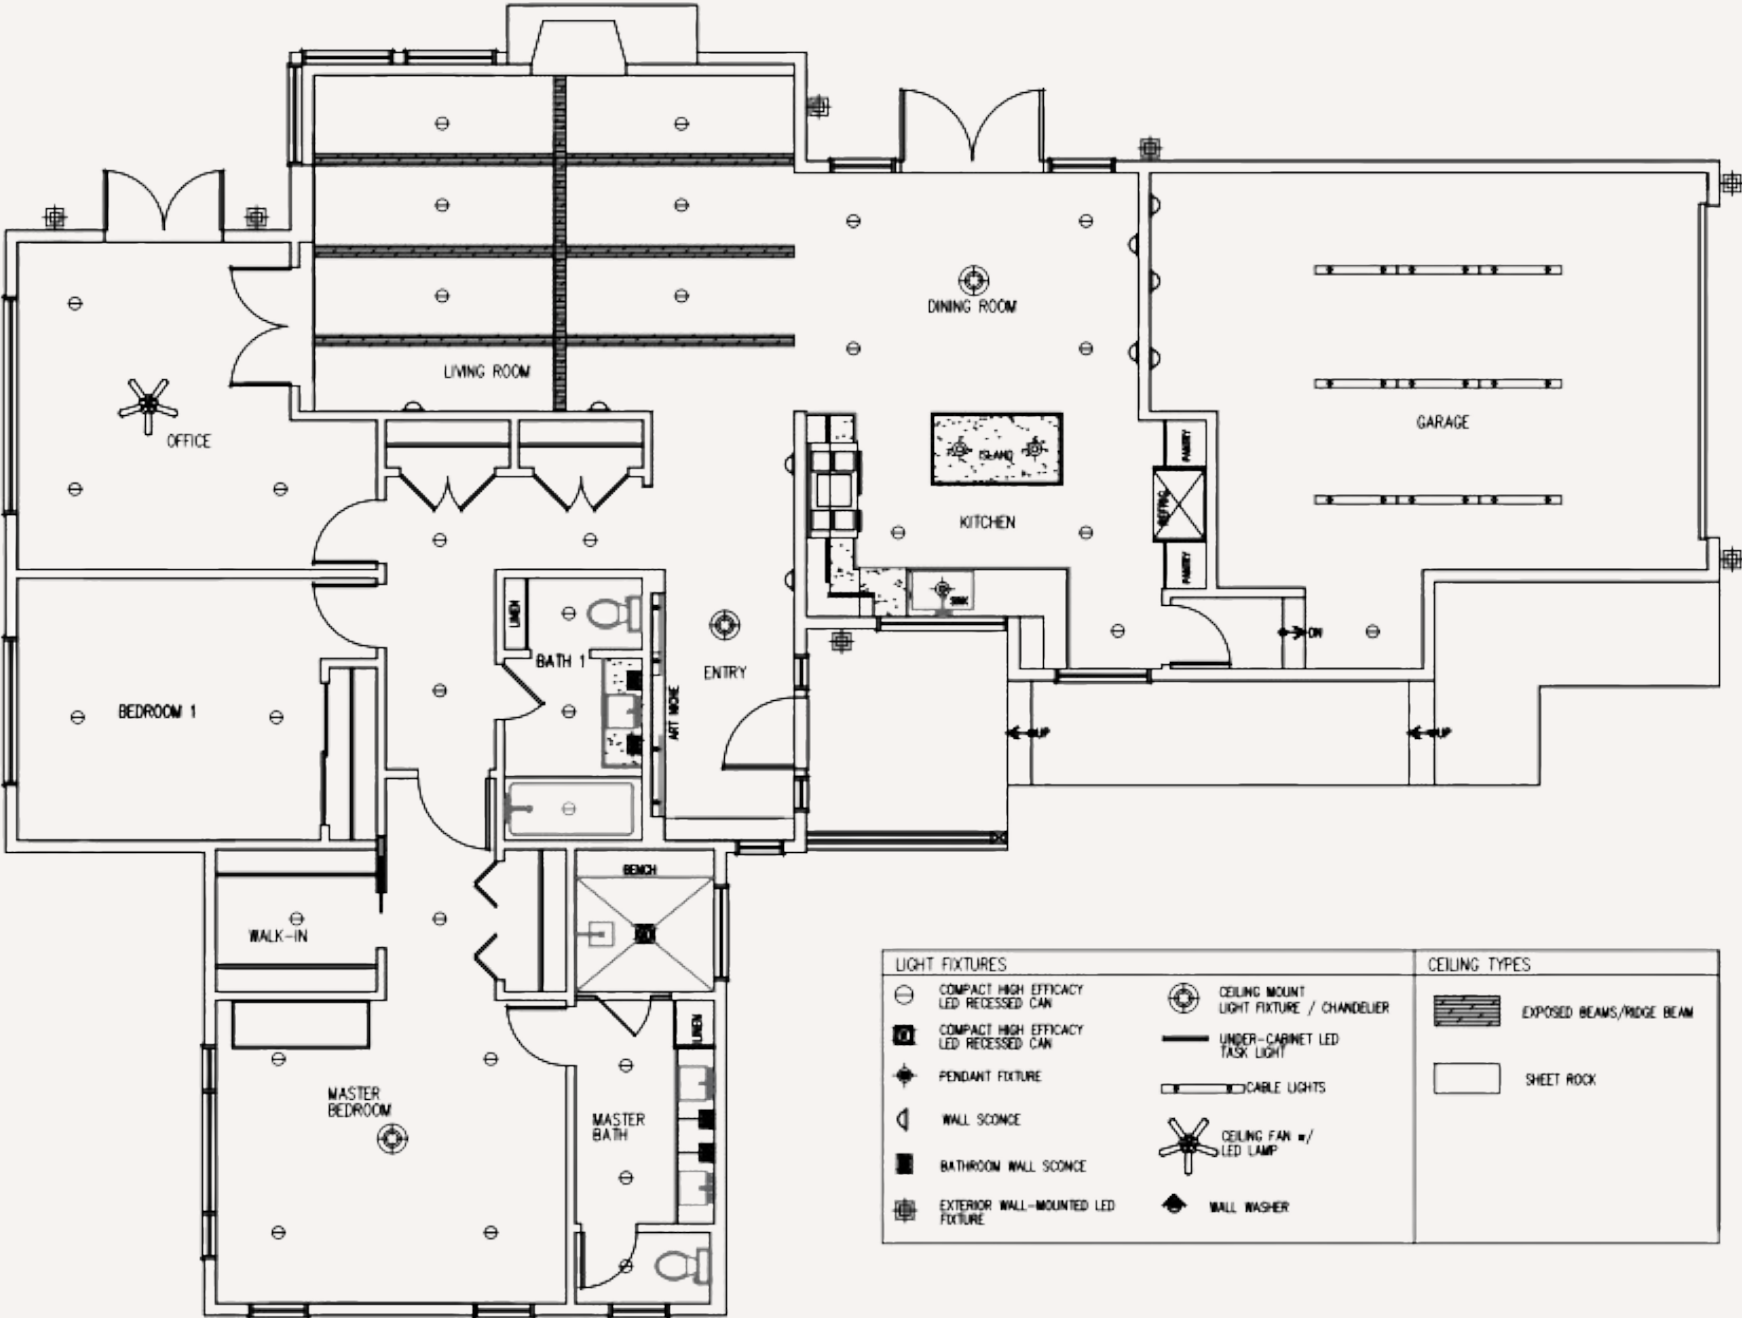 DINING ROOM
LIVING ROOM
OFFICE
ISLAND
PANTRY
GARAGE
KITCHEN
REFRIG
PANTRY
LINEN
BATH 1
SINK
DN
ENTRY
BEDROOM 1
ART NICHE
UP
UP
BENCH
WALK-IN
LINEN
MASTER
BEDROOM
MASTER
BATH
LIGHT FIXTURES
COMPACT HIGH EFFICACY
LED RECESSED CAN
COMPACT HIGH EFFICACY
LED RECESSED CAN
PENDANT FIXTURE
WALL SCONCE
BATHROOM WALL SCONCE
EXTERIOR WALL-MOUNTED LED
FIXTURE
CEILING MOUNT
LIGHT FIXTURE / CHANDELIER
UNDER-CABINET LED
TASK LIGHT
CABLE LIGHTS
CEILING FAN w/
LED LAMP
WALL WASHER
CEILING TYPES
EXPOSED BEAMS/RIDGE BEAM
SHEET ROCK